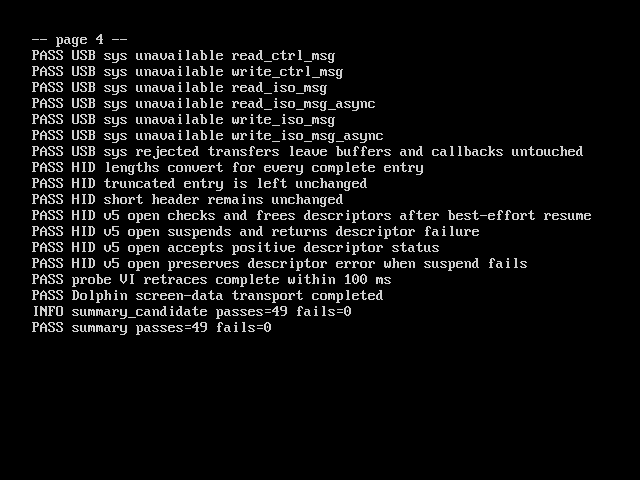 -- page 4 --
PASS USB sys unavailable read_ctrl_msg
PASS USB sys unavailable write_ctrl_msg
PASS USB sys unavailable read_iso_msg
PASS USB sys unavailable read_iso_msg_async
PASS USB sys unavailable write_iso_msg
PASS USB sys unavailable write_iso_msg_async
PASS USB sys rejected transfers leave buffers and callbacks untouched
PASS HID lengths convert for every complete entry
PASS HID truncated entry is left unchanged
PASS HID short header remains unchanged
PASS HID v5 open checks and frees descriptors after best-effort resume
PASS HID v5 open suspends and returns descriptor failure
PASS HID v5 open accepts positive descriptor status
PASS HID v5 open preserves descriptor error when suspend fails
PASS probe VI retraces complete within 100 ms
PASS Dolphin screen-data transport completed
INFO summary_candidate passes=49 fails=0
PASS summary passes=49 fails=0